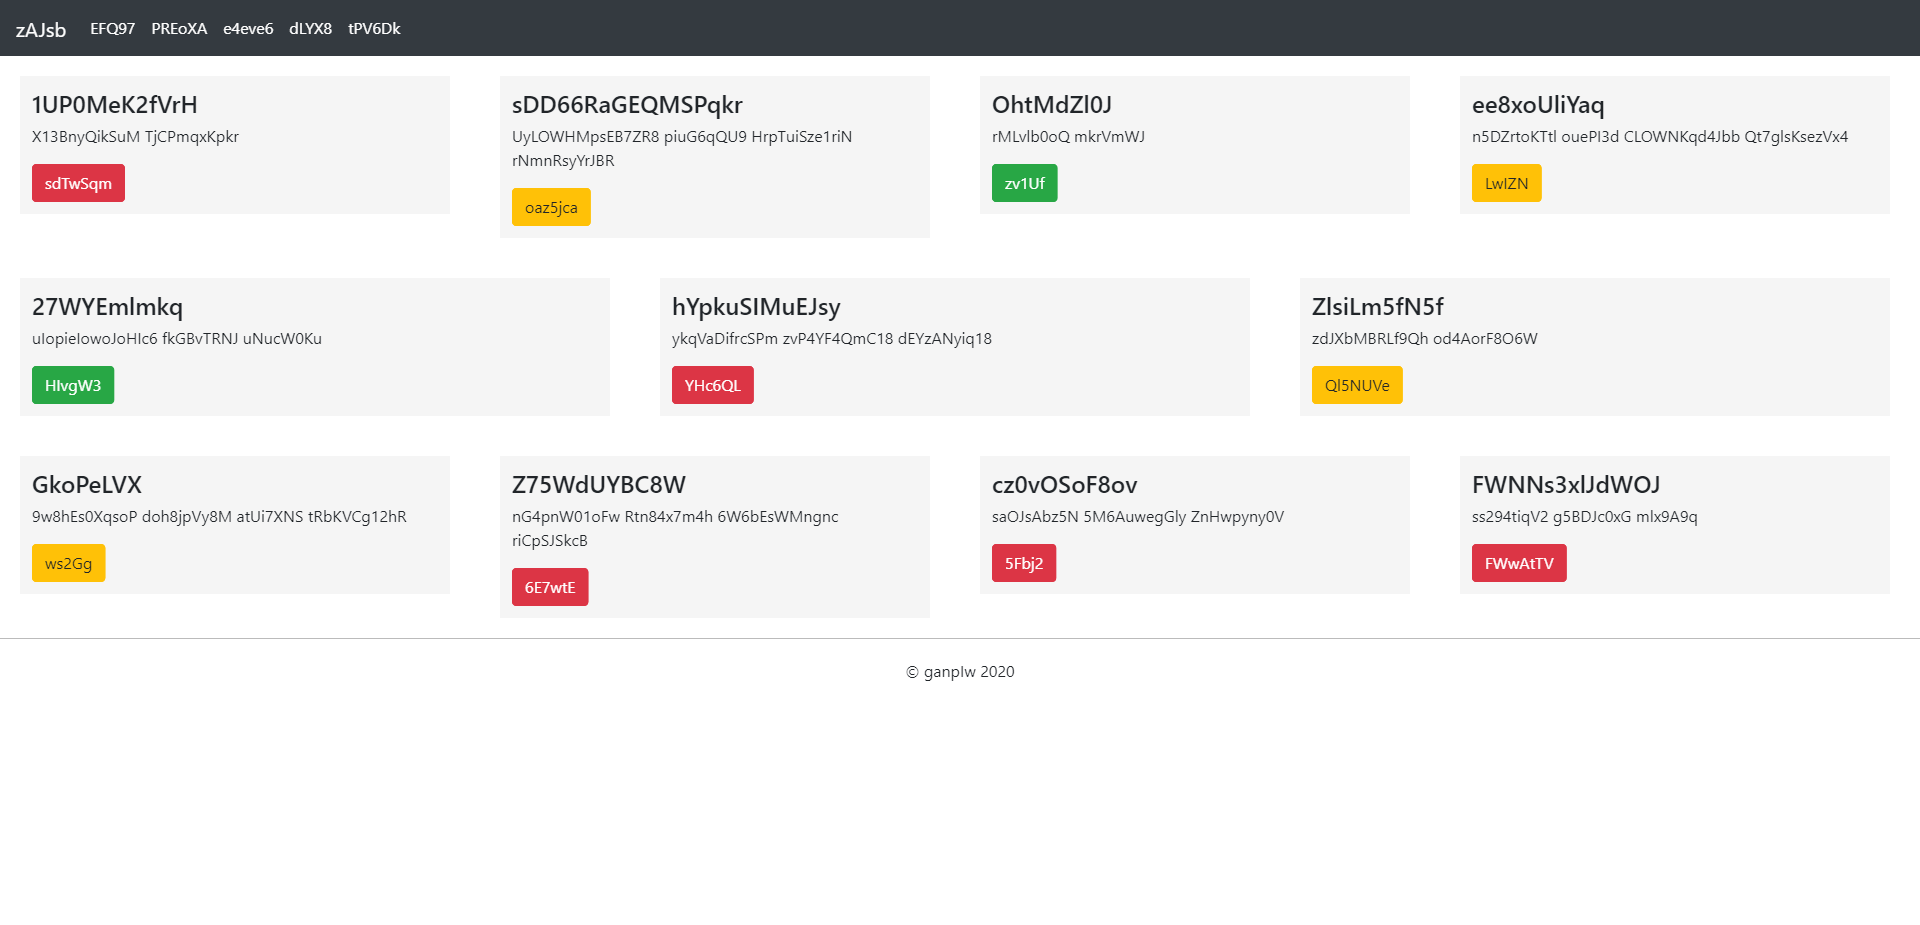 zAJsb EFQ97 PREoXA e4eve6 dLYX8 tPV6Dk
1UP0MeK2fVrH
X13BnyQikSuM TjCPmqxKpkr
sdTwSqm
sDD66RaGEQMSPqkr
UyLOWHMpsEB7ZR8 piuG6qQU9 HrpTuiSze1riN
rNmnRsyYrJBR
oaz5jca
OhtMdZl0J
rMLvlb0oQ mkrVmWJ
zv1Uf
ee8xoUliYaq
n5DZrtoKTtl ouePI3d CLOWNKqd4Jbb Qt7glsKsezVx4
LwIZN
27WYEmlmkq
uIopieIowoJoHIc6 fkGBvTRNJ uNucW0Ku
HIvgW3
hYpkuSIMuEJsy
ykqVaDifrcSPm zvP4YF4QmC18 dEYzANyiq18
YHc6QL
ZlsiLm5fN5f
zdJXbMBRLf9Qh od4AorF8O6W
Ql5NUVe
GkoPeLVX
9w8hEs0XqsoP doh8jpVy8M atUi7XNS tRbKVCg12hR
ws2Gg
Z75WdUYBC8W
nG4pnW01oFw Rtn84x7m4h 6W6bEsWMngnc
riCpSJSkcB
6E7wtE
cz0vOSoF8ov
saOJsAbz5N 5M6AuwegGly ZnHwpyny0V
5Fbj2
FWNNs3xlJdWOJ
ss294tiqV2 g5BDJc0xG mlx9A9q
FWwAtTV
© ganplw 2020